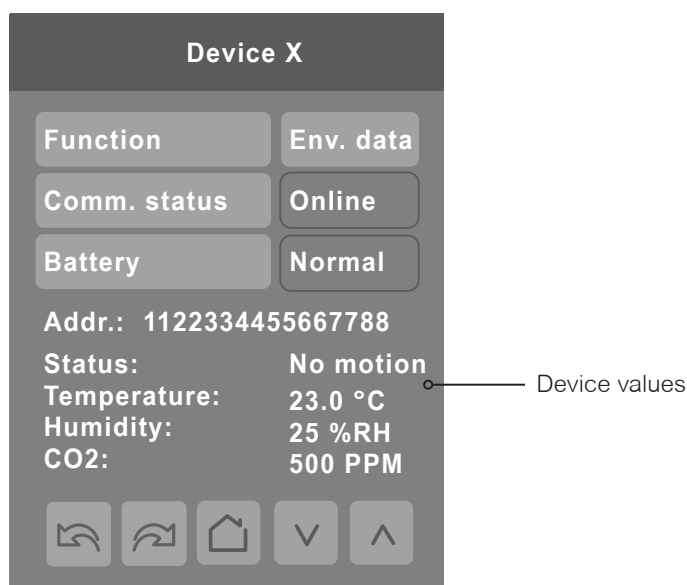 Device X
Function Env. data
Comm. status Online
Battery Normal
Addr.: 1122334455667788
Status: No motion
Temperature: 23.0 °C
Humidity: 25 %RH
CO2: 500 PPM
Device values